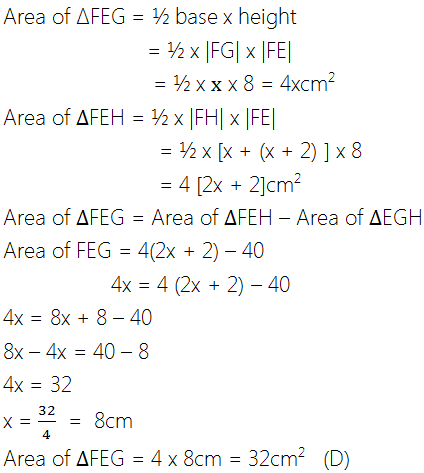 Area of ΔFEG = ½ base x height
= ½ x |FG| x |FE|
= ½ x x x 8 = 4xcm²
Area of ΔFEH = ½ x |FH| x |FE|
= ½ x [x + (x + 2) ] x 8
= 4 [2x + 2]cm²
Area of ΔFEG = Area of ΔFEH – Area of ΔEGH
Area of FEG = 4(2x + 2) – 40
4x = 4 (2x + 2) – 40
4x = 8x + 8 – 40
8x – 4x = 40 – 8
4x = 32
x = 32/4 = 8cm
Area of ΔFEG = 4 x 8cm = 32cm² (D)